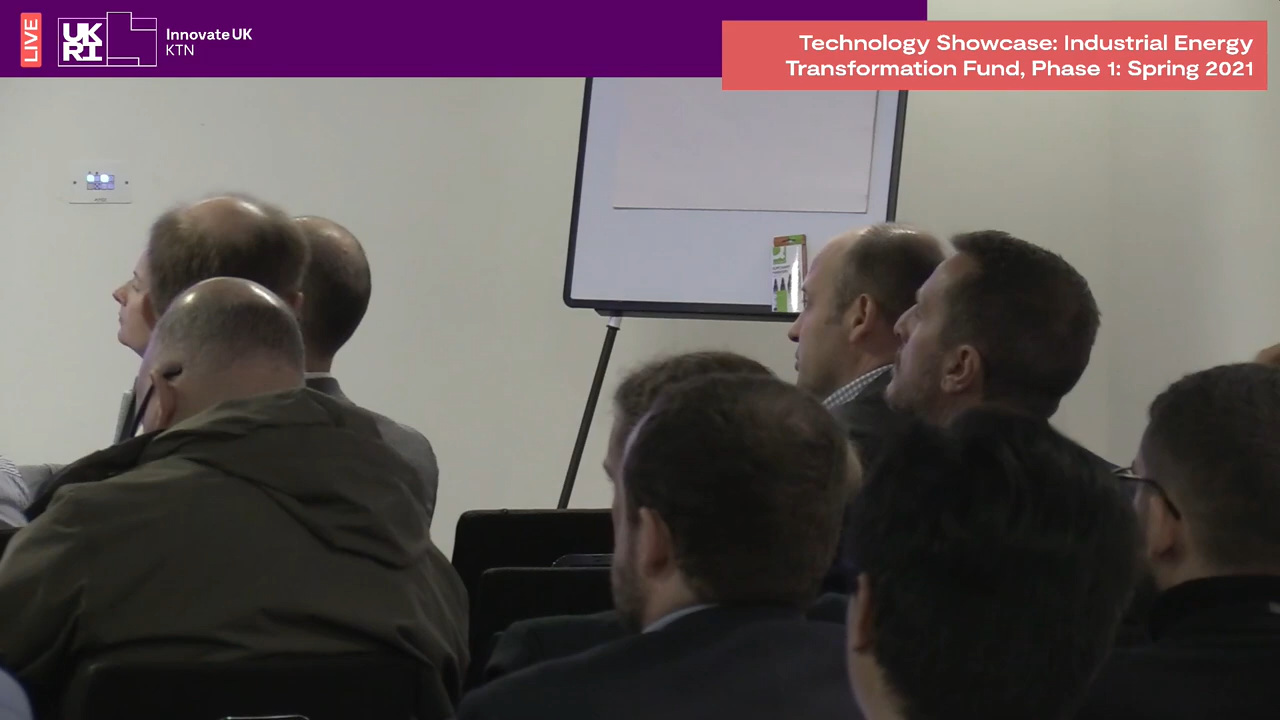 LIVE
UK
RI
Innovate UK
KTN
Technology Showcase: Industrial Energy
Transformation Fund, Phase 1: Spring 2021